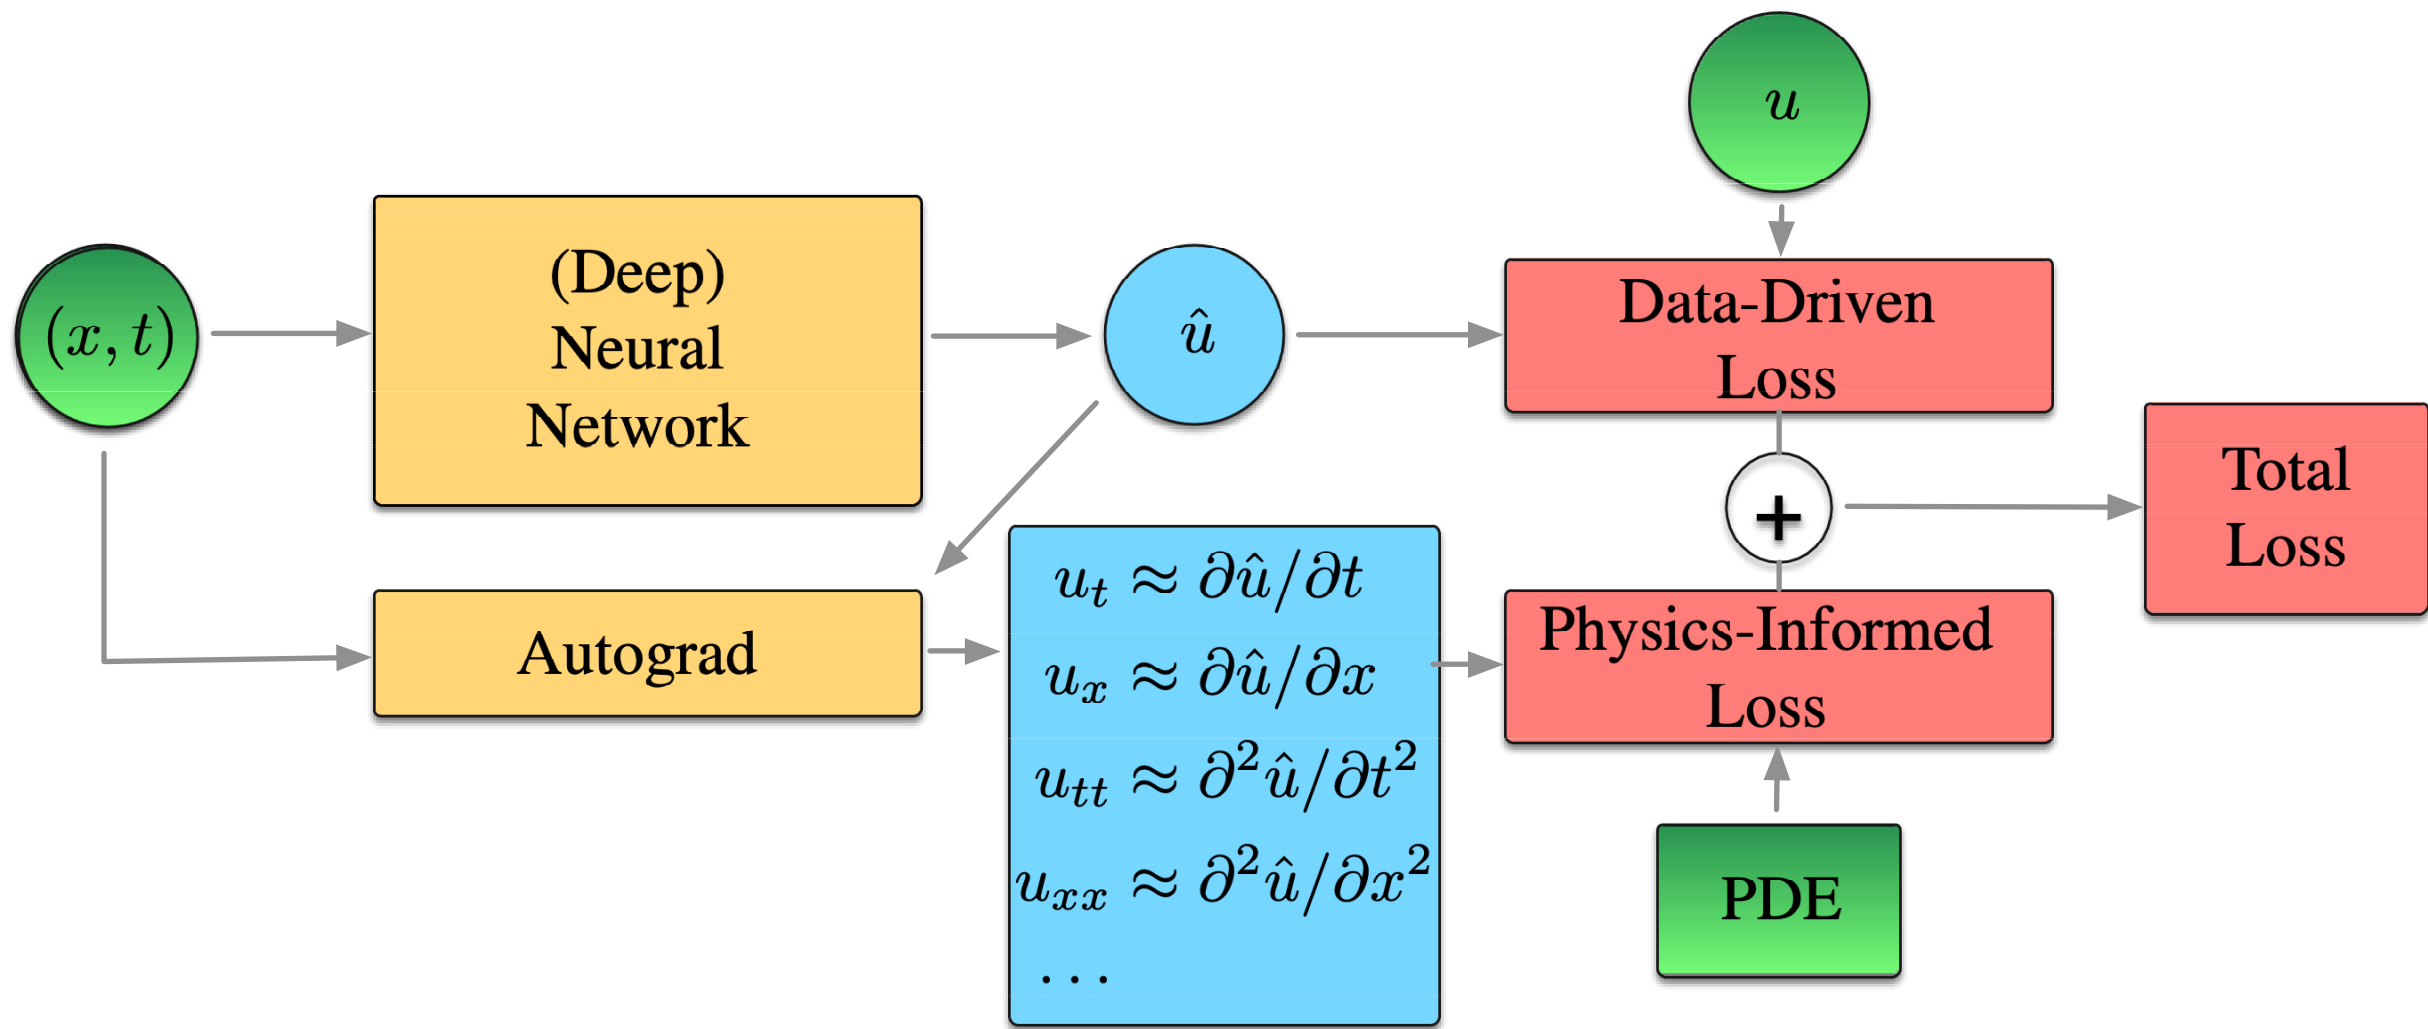 u
(x, t)
(Deep)
Neural
Network
û
Data-Driven
Loss
+
Total
Loss
Autograd
u_t ≈ ∂û/∂t
u_x ≈ ∂û/∂x
u_tt ≈ ∂²û/∂t²
u_xx ≈ ∂²û/∂x²
...
Physics-Informed
Loss
PDE